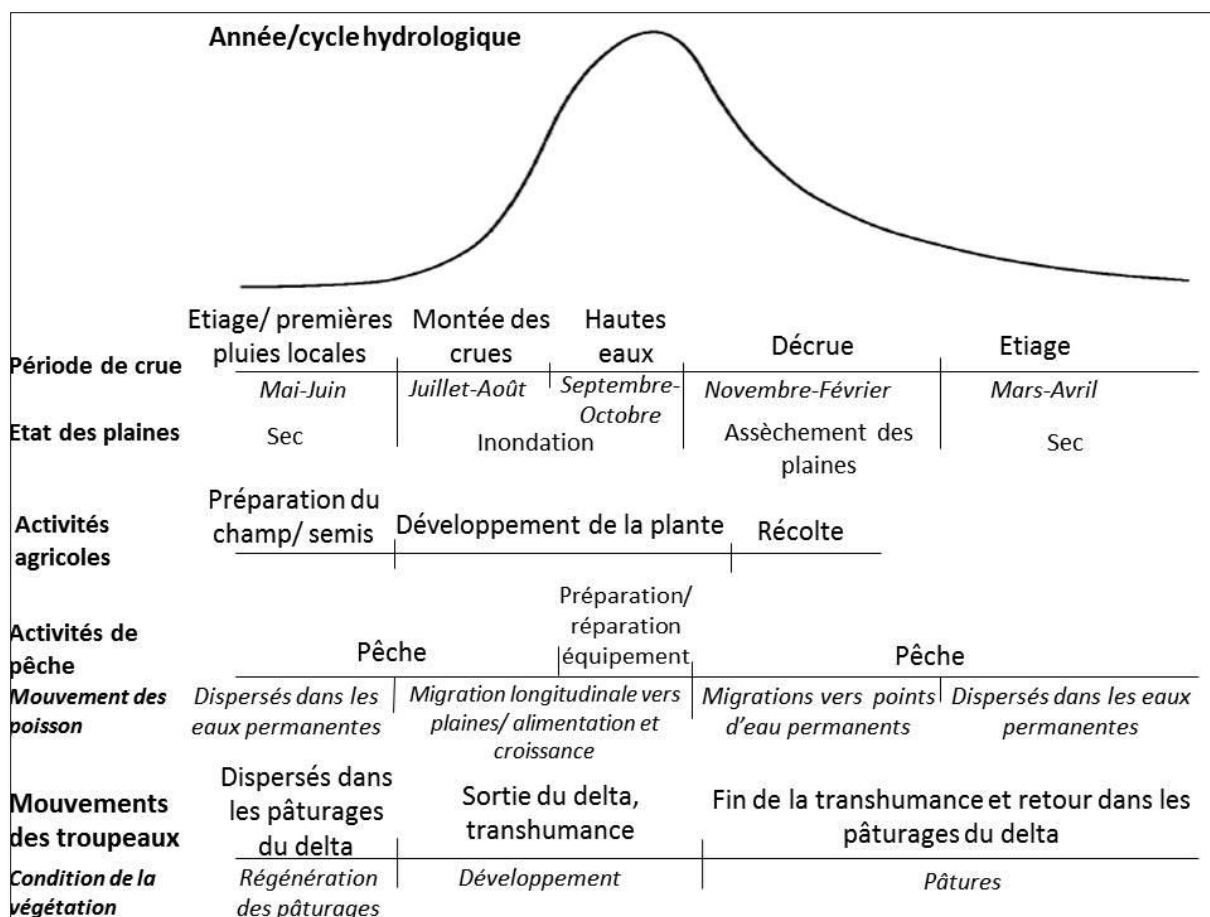 Année/cycle hydrologique
Etiage/ premières
pluies locales
Montée des
crues
Hautes
eaux
Décrue
Etiage
Période de crue
Mai-Juin
Juillet-Août
Septembre-
Octobre
Novembre-Février
Mars-Avril
Etat des plaines
Sec
Inondation
Assèchement des
plaines
Sec
Activités
agricoles
Préparation du
champ/ semis
Développement de la plante
Récolte
Activités de
pêche
Pêche
Préparation/
réparation
équipement
Pêche
Mouvement des
poisson
Dispersés dans les
eaux permanentes
Migration longitudinale vers
plaines/ alimentation et
croissance
Migrations vers points
d'eau permanents
Dispersés dans les eaux
permanentes
Mouvements
des troupeaux
Dispersés dans
les pâturages
du delta
Sortie du delta,
transhumance
Fin de la transhumance et retour dans les
pâturages du delta
Condition de la
végétation
Régénération
des pâturages
Développement
Pâtures